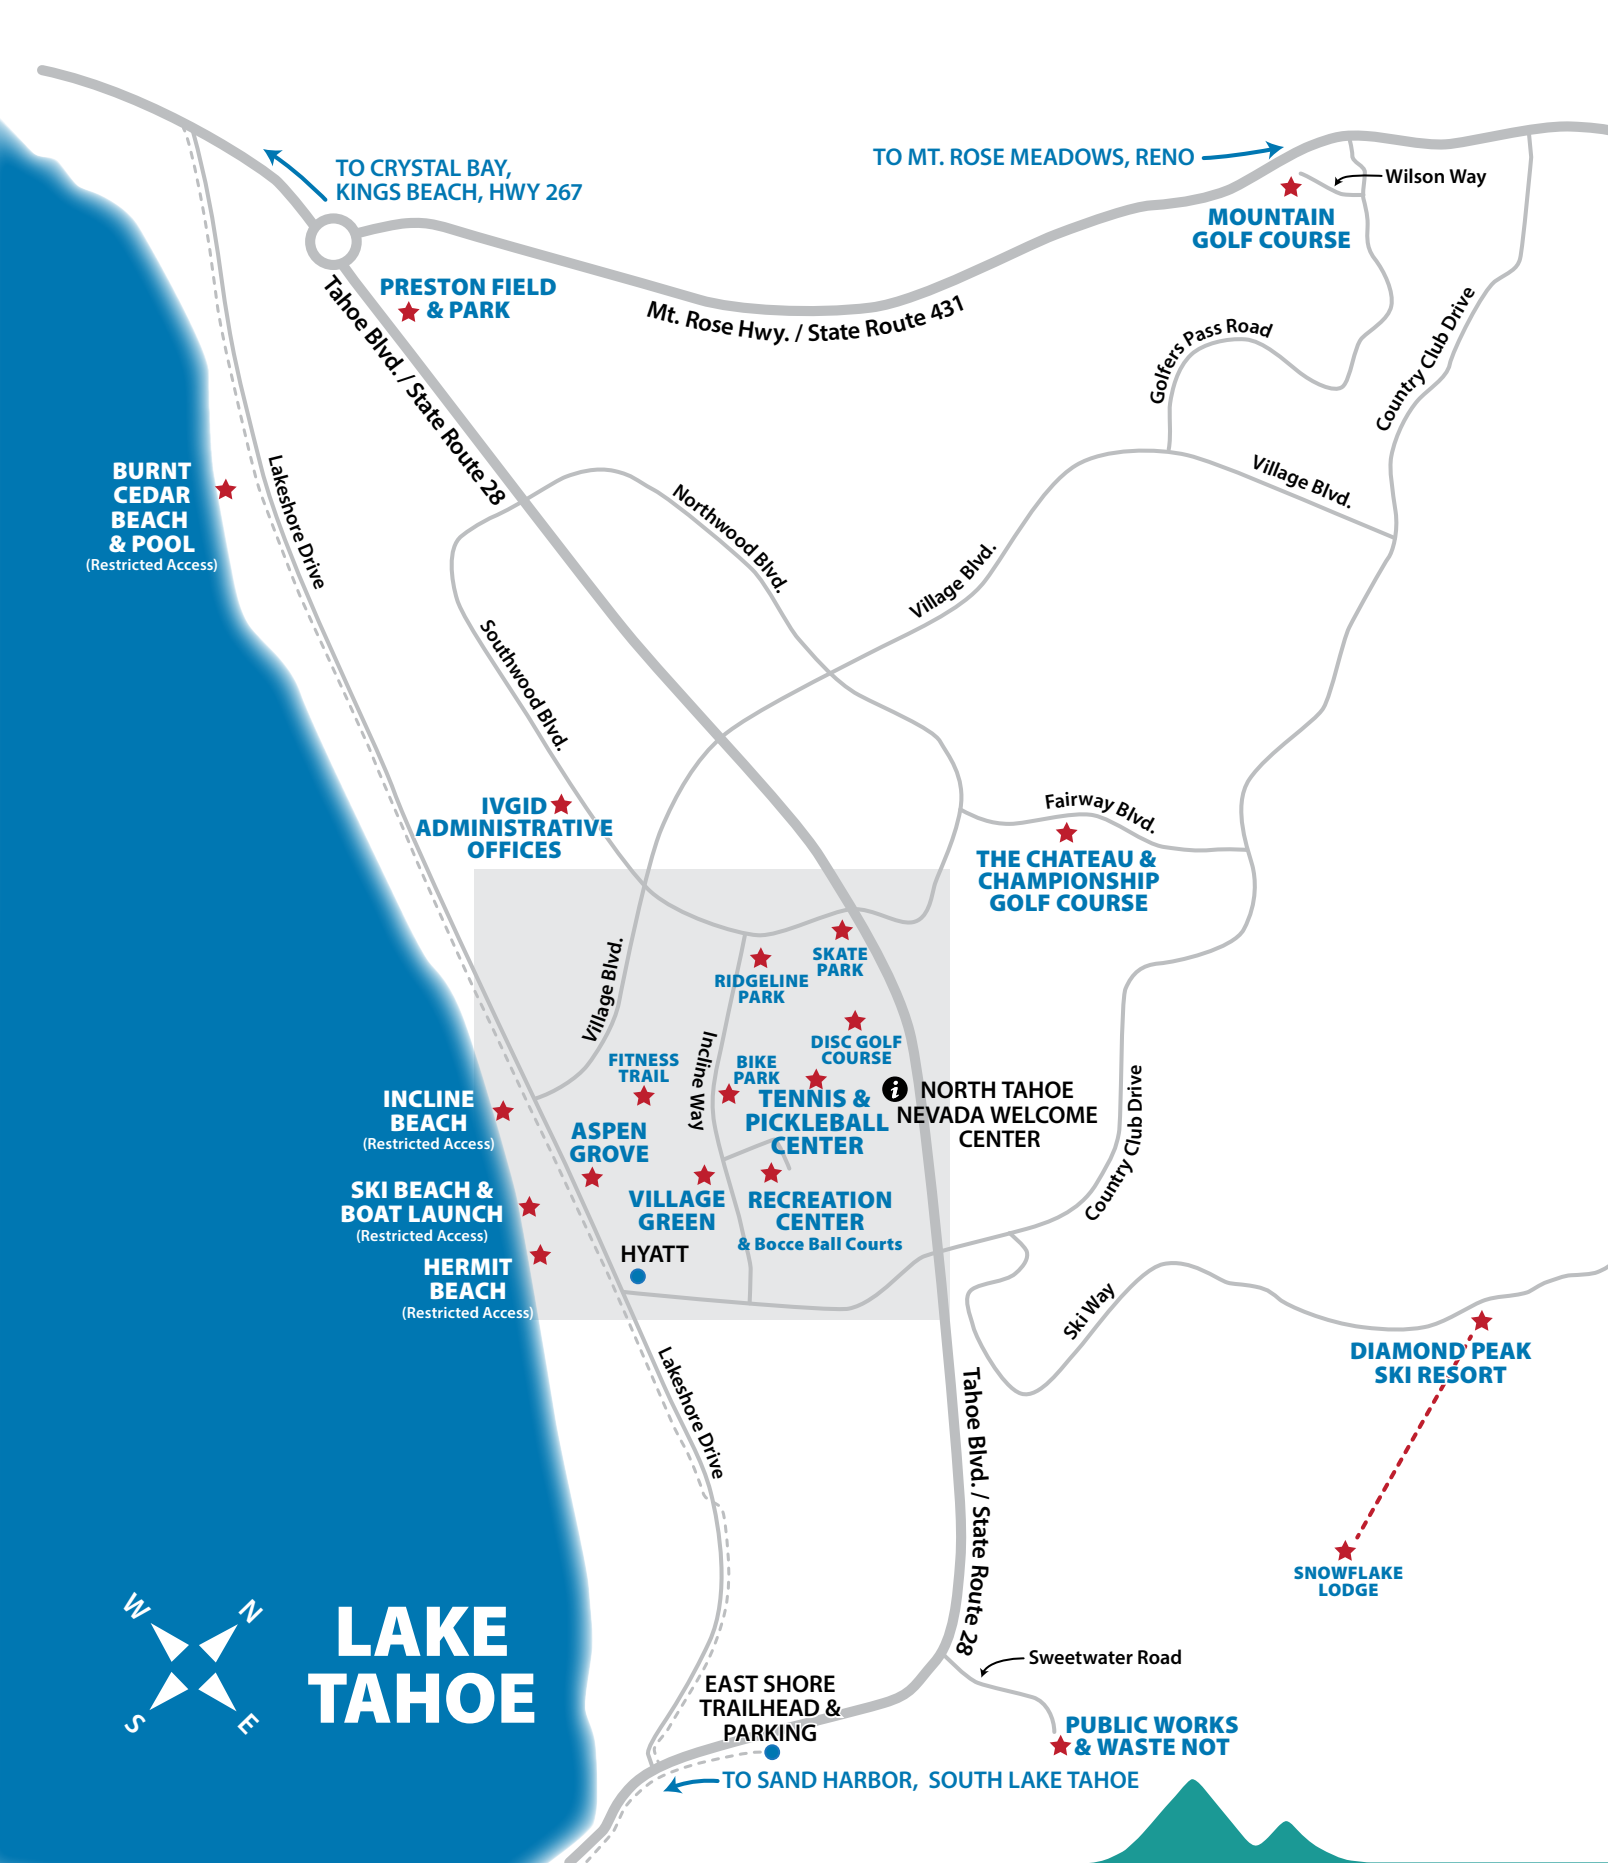 TO CRYSTAL BAY,
KINGS BEACH, HWY 267
TO MT. ROSE MEADOWS, RENO
Wilson Way
MOUNTAIN
GOLF COURSE
PRESTON FIELD
& PARK
Tahoe Blvd. / State Route 28
Mt. Rose Hwy. / State Route 431
Golfers Pass Road
Country Club Drive
BURNT
CEDAR
BEACH
& POOL
(Restricted Access)
Lakeshore Drive
Northwood Blvd.
Village Blvd.
Village Blvd.
Southwood Blvd.
IVGID
ADMINISTRATIVE
OFFICES
Fairway Blvd.
THE CHATEAU &
CHAMPIONSHIP
GOLF COURSE
Village Blvd.
SKATE
PARK
RIDGELINE
PARK
Incline Way
DISC GOLF
COURSE
FITNESS
TRAIL
BIKE
PARK
TENNIS &
PICKLEBALL
CENTER
i
NORTH TAHOE
NEVADA WELCOME
CENTER
Country Club Drive
INCLINE
BEACH
(Restricted Access)
ASPEN
GROVE
SKI BEACH &
BOAT LAUNCH
(Restricted Access)
VILLAGE
GREEN
RECREATION
CENTER
& Bocce Ball Courts
HYATT
HERMIT
BEACH
(Restricted Access)
Ski Way
DIAMOND PEAK
SKI RESORT
Lakeshore Drive
Tahoe Blvd. / State Route 28
SNOWFLAKE
LODGE
W
N
S
E
LAKE
TAHOE
Sweetwater Road
EAST SHORE
TRAILHEAD &
PARKING
PUBLIC WORKS
& WASTE NOT
TO SAND HARBOR, SOUTH LAKE TAHOE